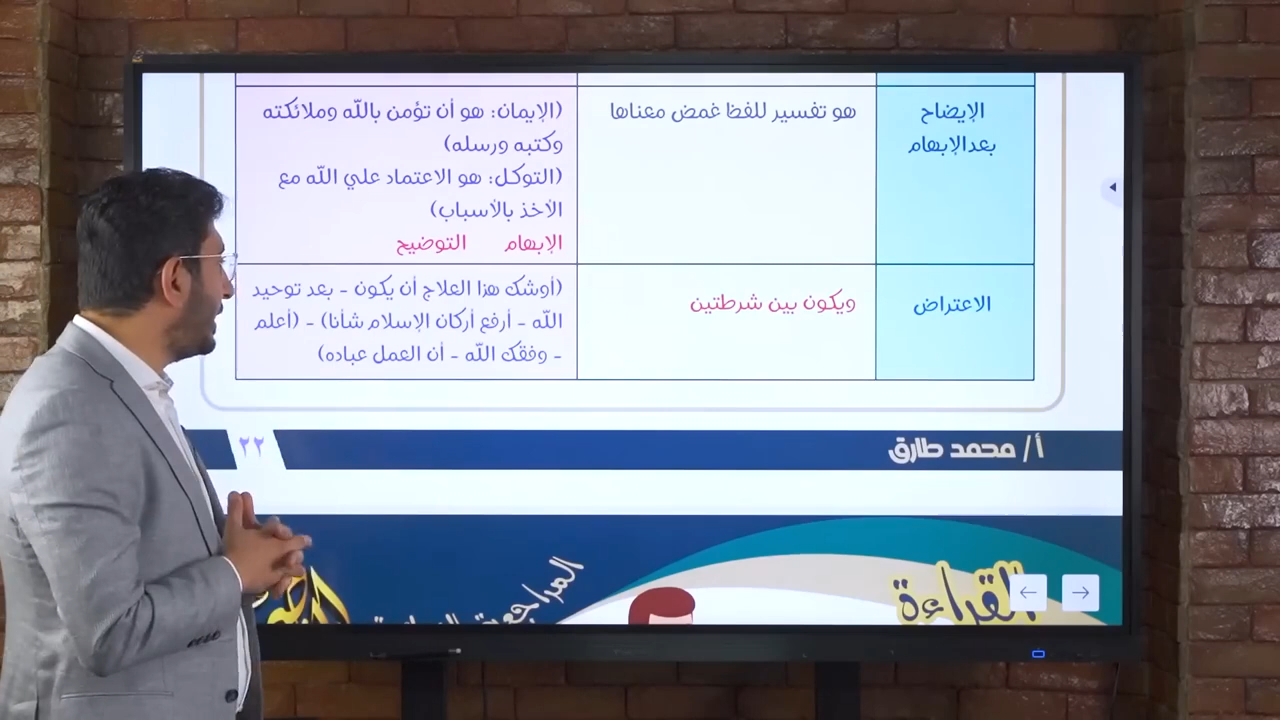 الإيضاح
بعد الإبهام
هو تفسير للفظ غمض معناها
(الإيمان: هو أن تؤمن بالله وملائكته
وكتبه ورسله)
(التوكل: هو الاعتماد علي الله مع
الأخذ بالأسباب)
الإبهام التوضيح
الاعتراض
ويكون بين شرطتين
(أوشك هذا العلاج أن يكون - بعد توحيد
الله - أرفع أركان الإسلام شأنا) - (أعلم
- وفقك الله - أن العمل عباده)
أ/ محمد طارق
٢٢
القراءة
المراجعة